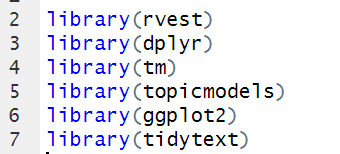 2 library(rvest)
3 library(dplyr)
4 library(tm)
5 library(topicmodels)
6 library(ggplot2)
7 library(tidytext)